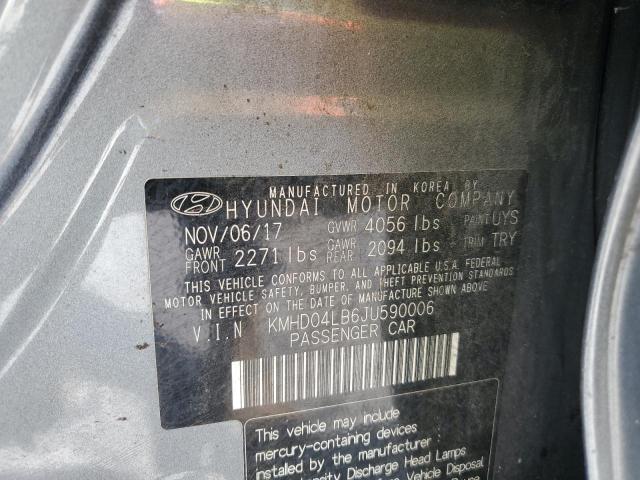 MANUFACTURED IN KOREA BY
HYUNDAI MOTOR COMPANY
NOV/06/17 GVWR 4056 lbs PAINT UYS
GAWR FRONT 2271 lbs GAWR REAR 2094 lbs TRIM TRY
THIS VEHICLE CONFORMS TO ALL APPLICABLE U.S.A. FEDERAL
MOTOR VEHICLE SAFETY, BUMPER, AND THEFT PREVENTION STANDARDS
IN EFFECT ON THE DATE OF MANUFACTURE SHOWN ABOVE
V.I.N KMHD04LB6JU590006
PASSENGER CAR
This vehicle may include
mercury-containing devices
installed by the manufacturer :
Intensity Discharge Head Lamps
Vehicle Disposal